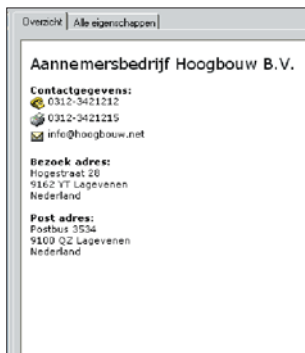 Overzicht Alle eigenschappen
Aannemersbedrijf Hoogbouw B.V.
Contactgegevens:
0312-3421212
0312-3421215
info@hoogbouw.net
Bezoek adres:
Hogestraat 28
9162 YT Lagevenen
Nederland
Post adres:
Postbus 3534
9100 QZ Lagevenen
Nederland